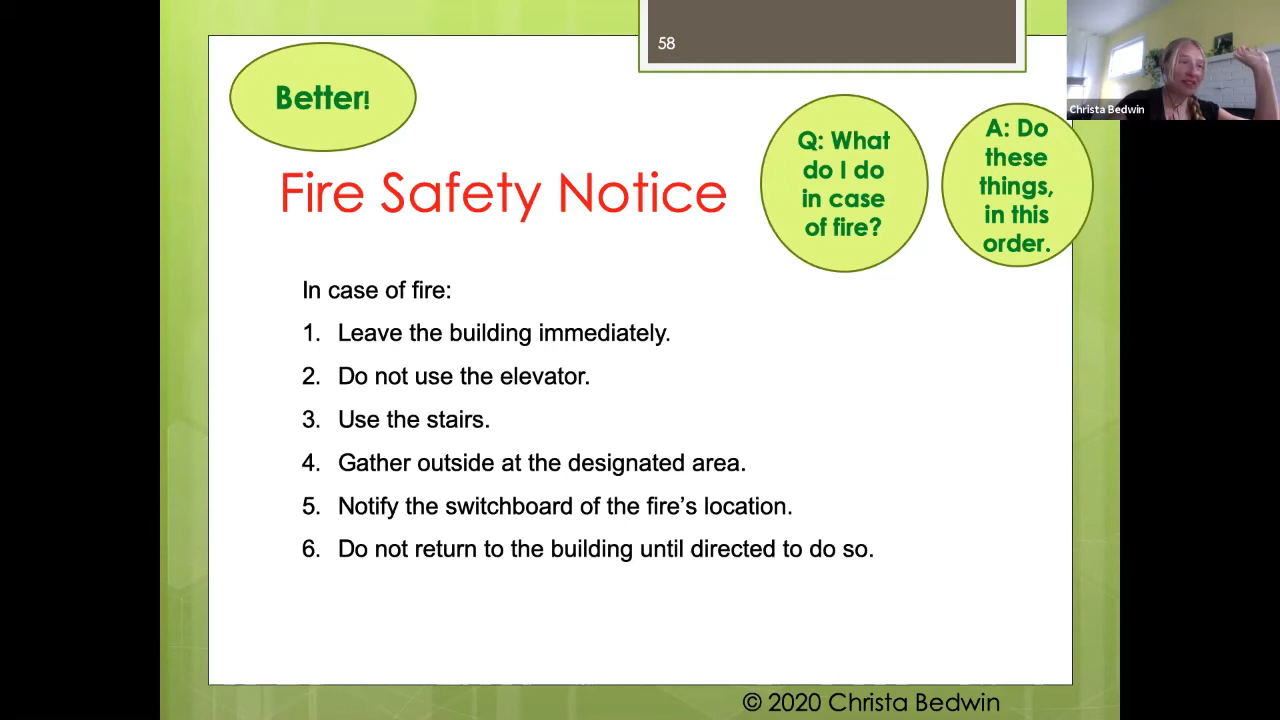 58
Better!
Christa Bedwin
Q: What
do I do
in case
of fire?
A: Do
these
things,
in this
order.
Fire Safety Notice
In case of fire:
1. Leave the building immediately.
2. Do not use the elevator.
3. Use the stairs.
4. Gather outside at the designated area.
5. Notify the switchboard of the fire’s location.
6. Do not return to the building until directed to do so.
© 2020 Christa Bedwin